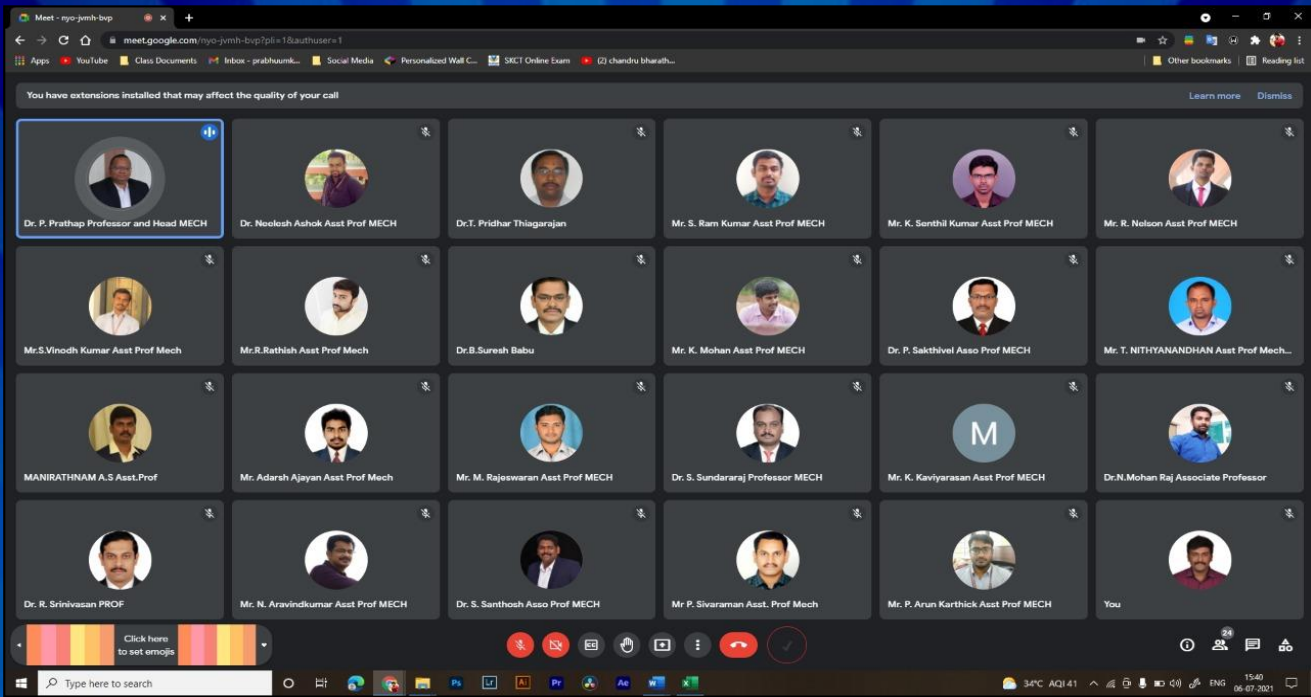 Meet - nyo-jvmh-bvp
meet.google.com/nyo-jvmh-bvp?pli=1&authuser=1
Apps YouTube Class Documents Inbox - prabhuumk... Social Media Personalized Wall C... SKCT Online Exam (2) chandru bharath... Other bookmarks Reading list
You have extensions installed that may affect the quality of your call Learn more Dismiss
Dr. P. Prathap Professor and Head MECH
Dr. Neelesh Ashok Asst Prof MECH
Dr.T. Pridhar Thiagarajan
Mr. S. Ram Kumar Asst Prof MECH
Mr. K. Senthil Kumar Asst Prof MECH
Mr. R. Nelson Asst Prof MECH
Mr.S.Vinodh Kumar Asst Prof Mech
Mr.R.Rathish Asst Prof Mech
Dr.B.Suresh Babu
Mr. K. Mohan Asst Prof MECH
Dr. P. Sakthivel Asso Prof MECH
Mr. T. NITHYANANDHAN Asst Prof Mech...
MANIRATHNAM A.S Asst.Prof
Mr. Adarsh Ajayan Asst Prof Mech
Mr. M. Rajeswaran Asst Prof MECH
Dr. S. Sundararaj Professor MECH
M
Mr. K. Kaviyarasan Asst Prof MECH
Dr.N.Mohan Raj Associate Professor
Dr. R. Srinivasan PROF
Mr. N. Aravindkumar Asst Prof MECH
Dr. S. Santhosh Asso Prof MECH
Mr P. Sivaraman Asst. Prof Mech
Mr. P. Arun Karthick Asst Prof MECH
You
Click here
to set emojis
24
Type here to search
Ps Lr Ai Pr Ae
34°C AQI 41 ENG 15:40
06-07-2021